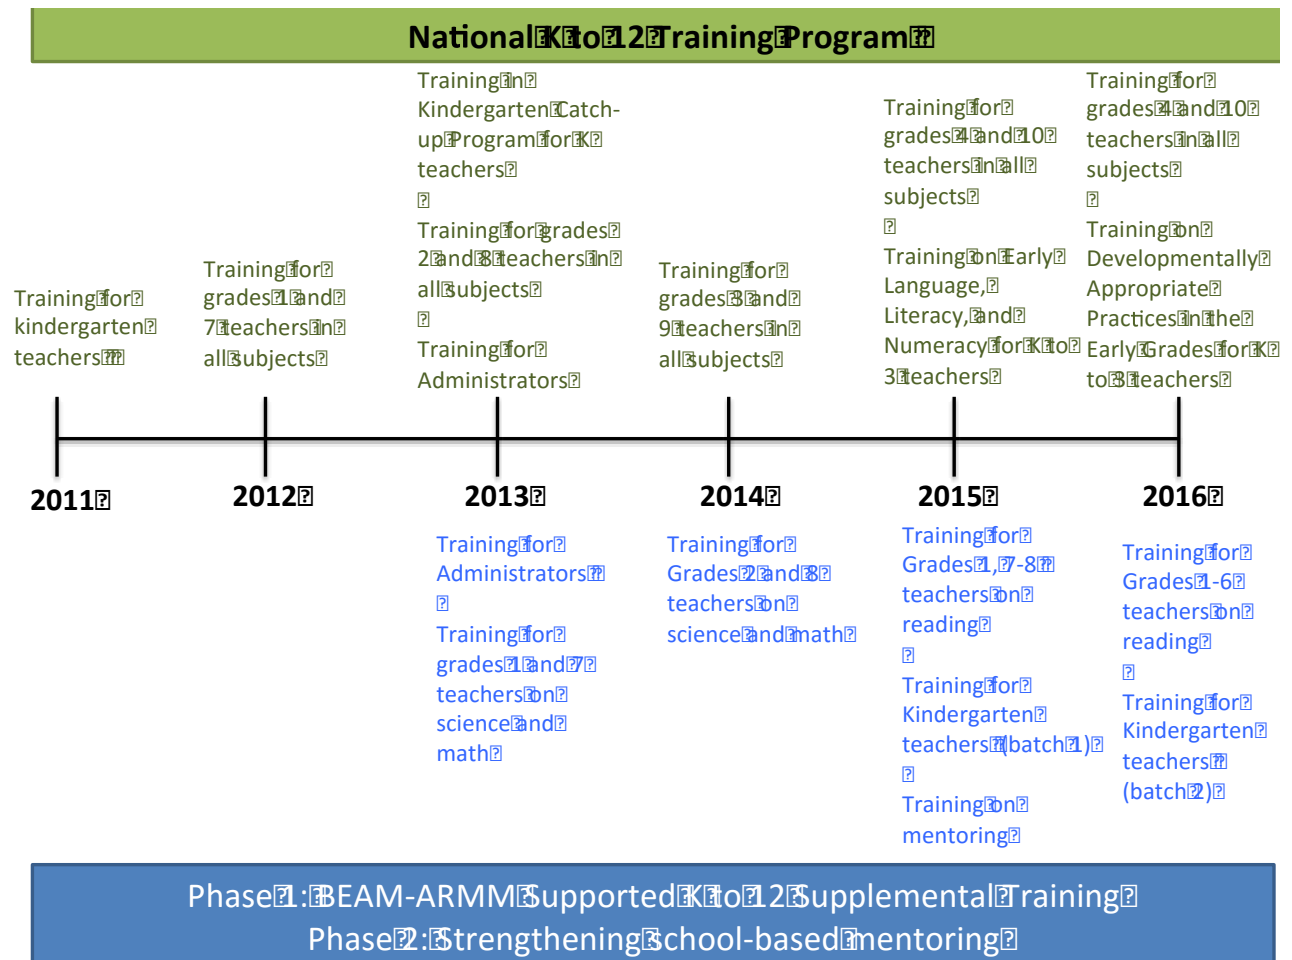 National K to 12 Training Program
Training for
kindergarten
teachers
Training for
grades 1 and
7 teachers in
all subjects
Training in
Kindergarten Catch-
up Program for K
teachers
Training for grades
2 and 8 teachers in
all subjects
Training for
Administrators
Training for
grades 3 and
9 teachers in
all subjects
Training for
grades 4 and 10
teachers in all
subjects
Training on Early
Language,
Literacy, and
Numeracy for K to
3 teachers
Training for
grades 4 and 10
teachers in all
subjects
Training on
Developmentally
Appropriate
Practices in the
Early Grades for K
to 3 teachers
2011
2012
2013
2014
2015
2016
Training for
Administrators
Training for
grades 1 and 7
teachers on
science and
math
Training for
Grades 2 and 8
teachers on
science and math
Training for
Grades 1, 7-8
teachers on
reading
Training for
Kindergarten
teachers (batch 1)
Training on
mentoring
Training for
Grades 1-6
teachers on
reading
Training for
Kindergarten
teachers
(batch 2)
Phase 1: BEAM-ARMM Supported K to 12 Supplemental Training
Phase 2: Strengthening school-based mentoring